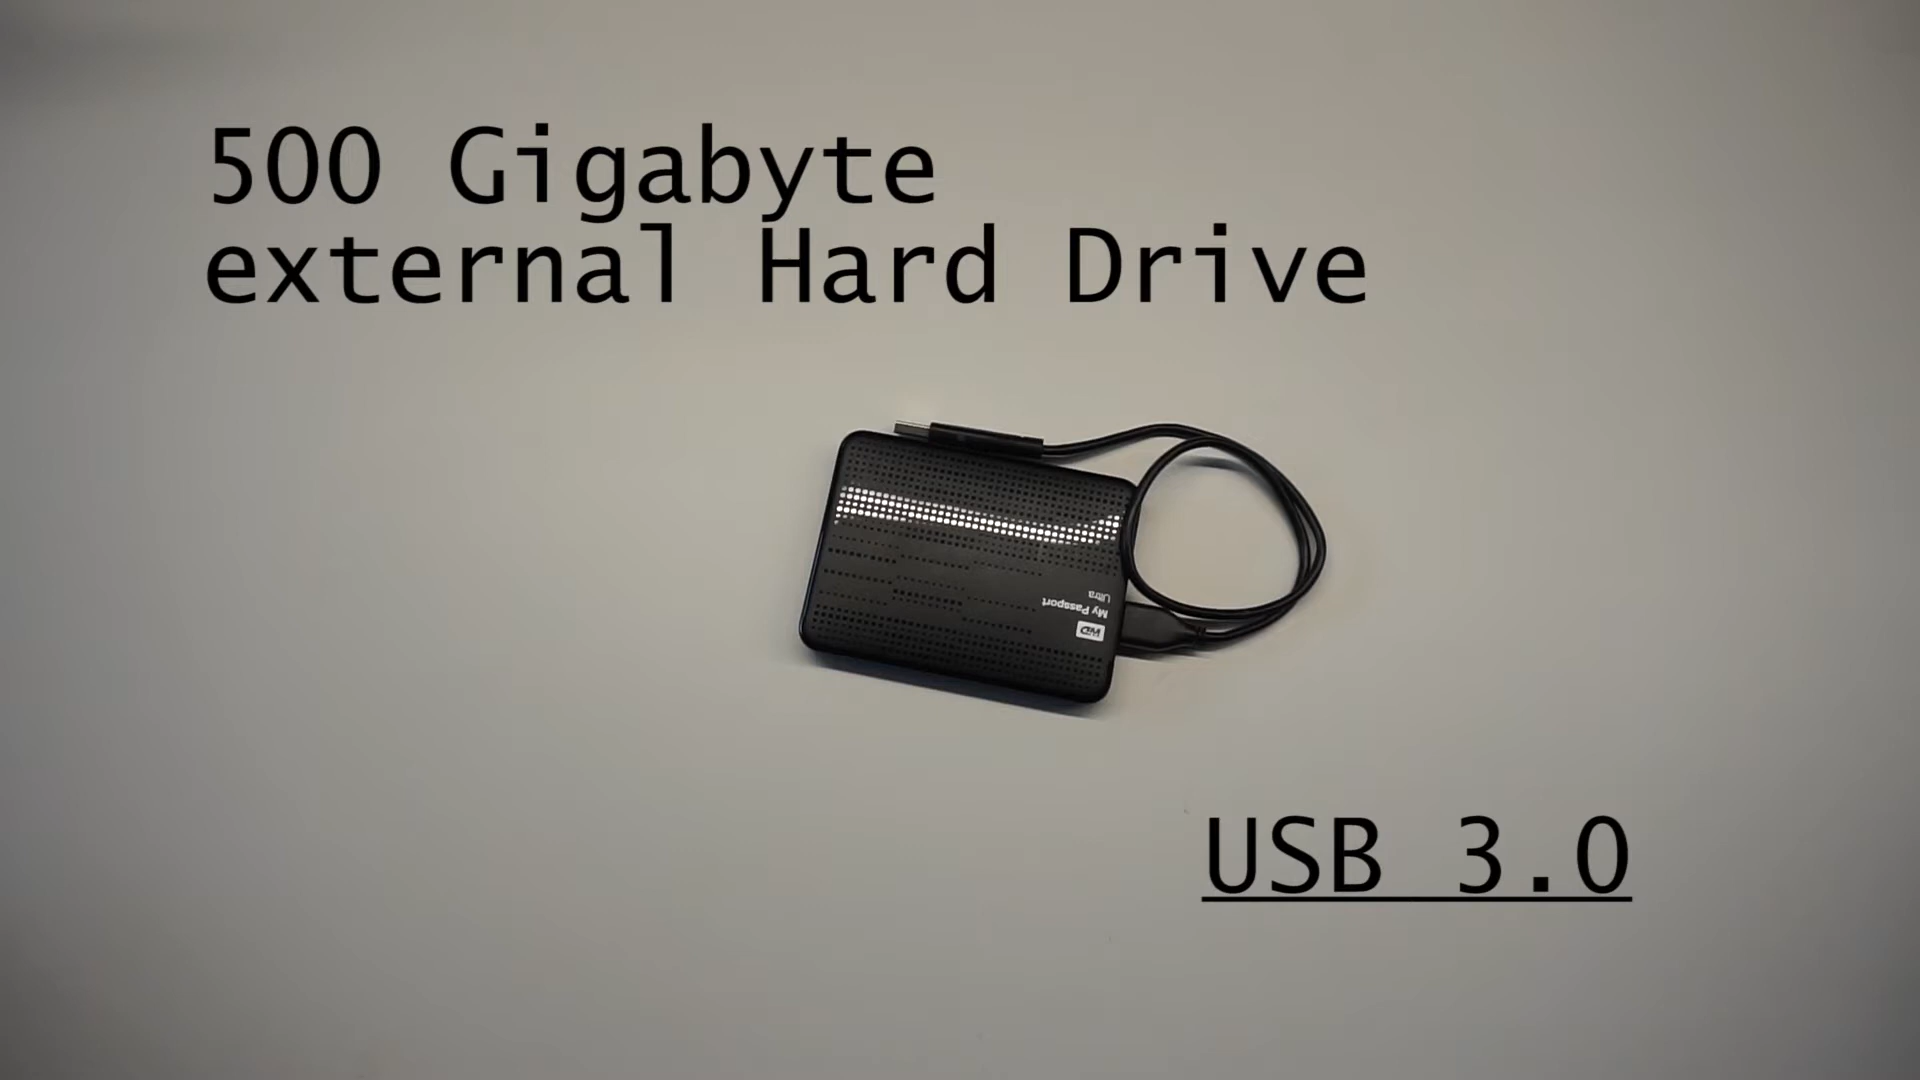 500 Gigabyte
external Hard Drive
WD
My Passport
Ultra
USB 3.0